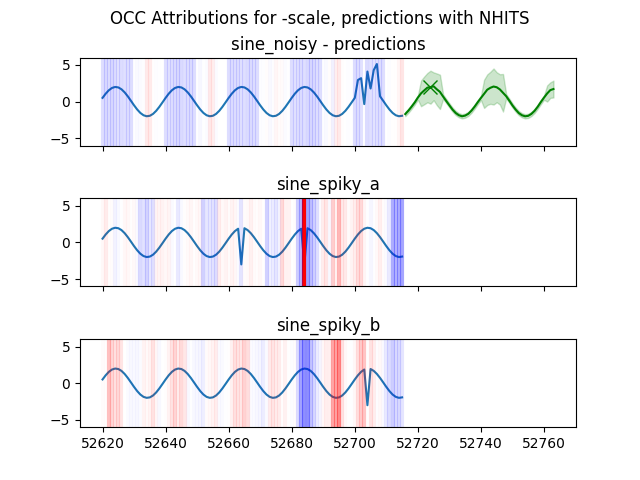 OCC Attributions for -scale, predictions with NHITS
sine_noisy - predictions
5
0
−5
sine_spiky_a
5
0
−5
sine_spiky_b
5
0
−5
52620 52640 52660 52680 52700 52720 52740 52760